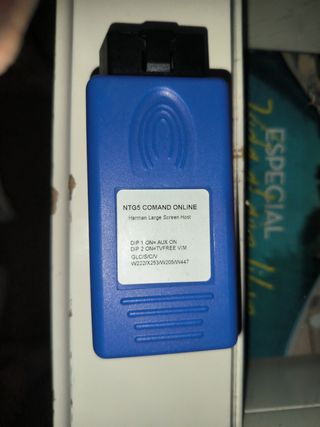 NTG5 COMAND ONLINE
Harman Large Screen Host
DIP 1 ON= AUX ON
DIP 2 ON=TVFREE VIM
GLC/S/C/V
W222/X253/W205/W447
ESPECIAL